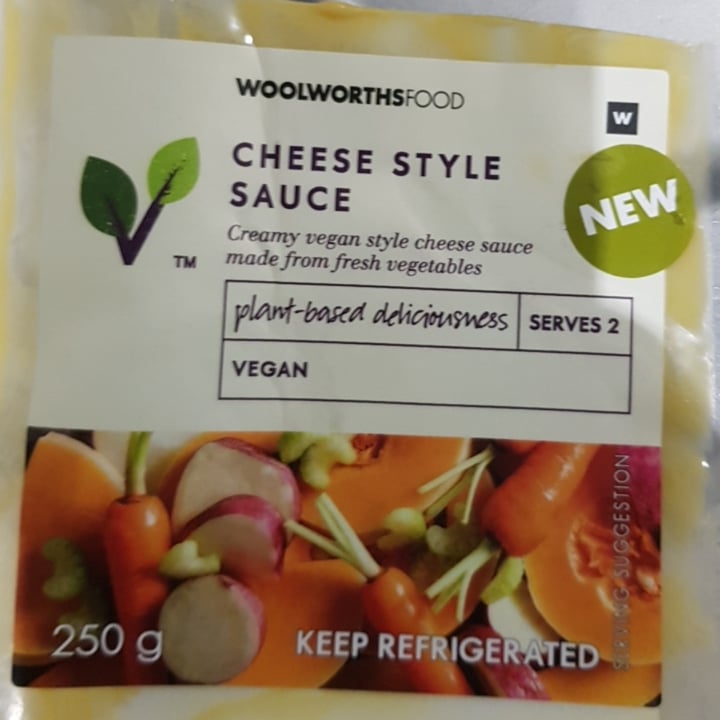 WOOLWORTHSFOOD
W
CHEESE STYLE
SAUCE
NEW
Creamy vegan style cheese sauce
made from fresh vegetables
TM
plant-based deliciousness
SERVES 2
VEGAN
SERVING SUGGESTION
250 g
KEEP REFRIGERATED